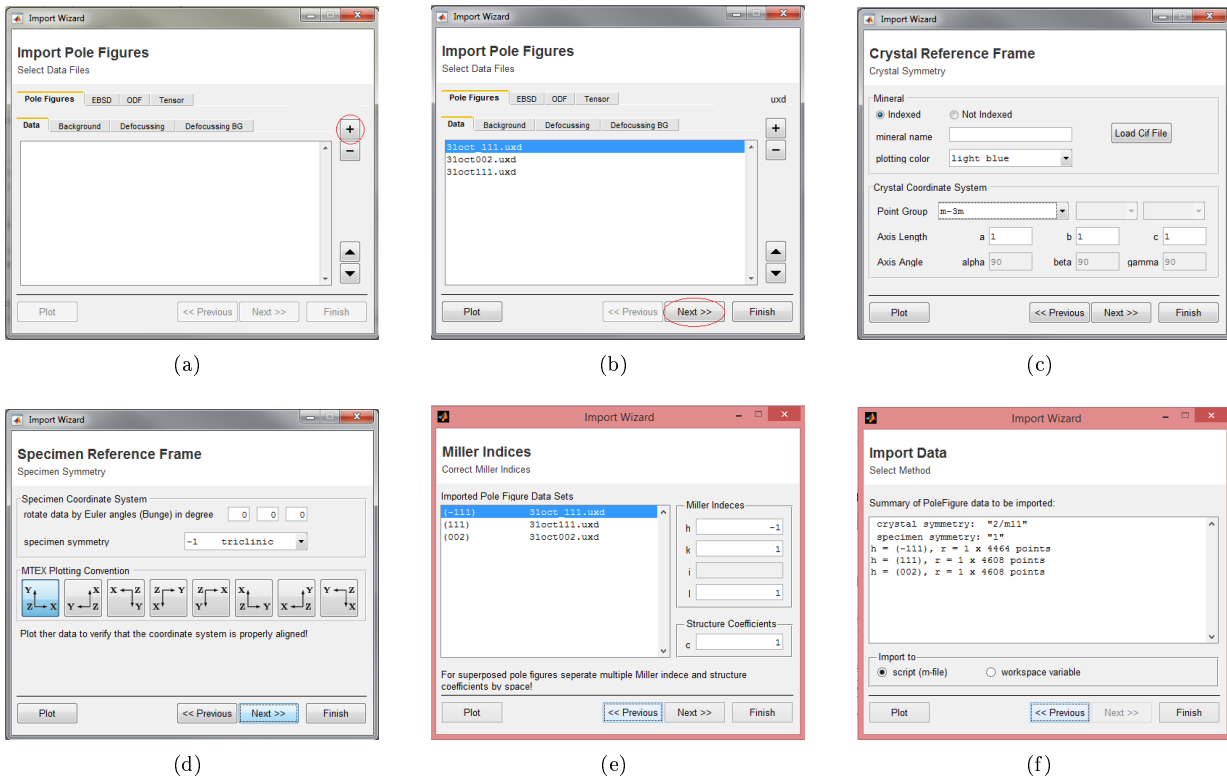 Import Wizard
Import Pole Figures
Select Data Files
Pole Figures EBSD ODF Tensor
Data Background Defocussing Defocussing BG
+
−
Plot << Previous Next >> Finish
(a)
Import Wizard
Import Pole Figures
Select Data Files
Pole Figures EBSD ODF Tensor uxd
Data Background Defocussing Defocussing BG
+
31oct_111.uxd
−
31oct002.uxd
31oct111.uxd
Plot << Previous Next >> Finish
(b)
Import Wizard
Crystal Reference Frame
Crystal Symmetry
Mineral
Indexed Not Indexed
mineral name Load Cif File
plotting color light blue
Crystal Coordinate System
Point Group m-3m
Axis Length a 1 b 1 c 1
Axis Angle alpha 90 beta 90 gamma 90
Plot << Previous Next >> Finish
(c)
Import Wizard
Specimen Reference Frame
Specimen Symmetry
Specimen Coordinate System
rotate data by Euler angles (Bunge) in degree 0 0 0
specimen symmetry -1 triclinic
MTEX Plotting Convention
Y X X Z Z Y Z X X Z Y Y Z
Z X Y Z Y X Y Z Y X Z X
Plot ther data to verify that the coordinate system is properly aligned!
Plot << Previous Next >> Finish
(d)
Import Wizard
Miller Indices
Correct Miller Indices
Imported Pole Figure Data Sets
(-111) 31oct_111.uxd
(111) 31oct111.uxd
(002) 31oct002.uxd
Miller Indeces
h -1
k 1
i
l 1
Structure Coefficients
c 1
For superposed pole figures seperate multiple Miller indece and structure
coefficients by space!
Plot << Previous Next >> Finish
(e)
Import Wizard
Import Data
Select Method
Summary of PoleFigure data to be imported:
crystal symmetry: "2/m11"
specimen symmetry: "1"
h = (-111), r = 1 x 4464 points
h = (111), r = 1 x 4608 points
h = (002), r = 1 x 4608 points
Import to
script (m-file) workspace variable
Plot << Previous Next >> Finish
(f)